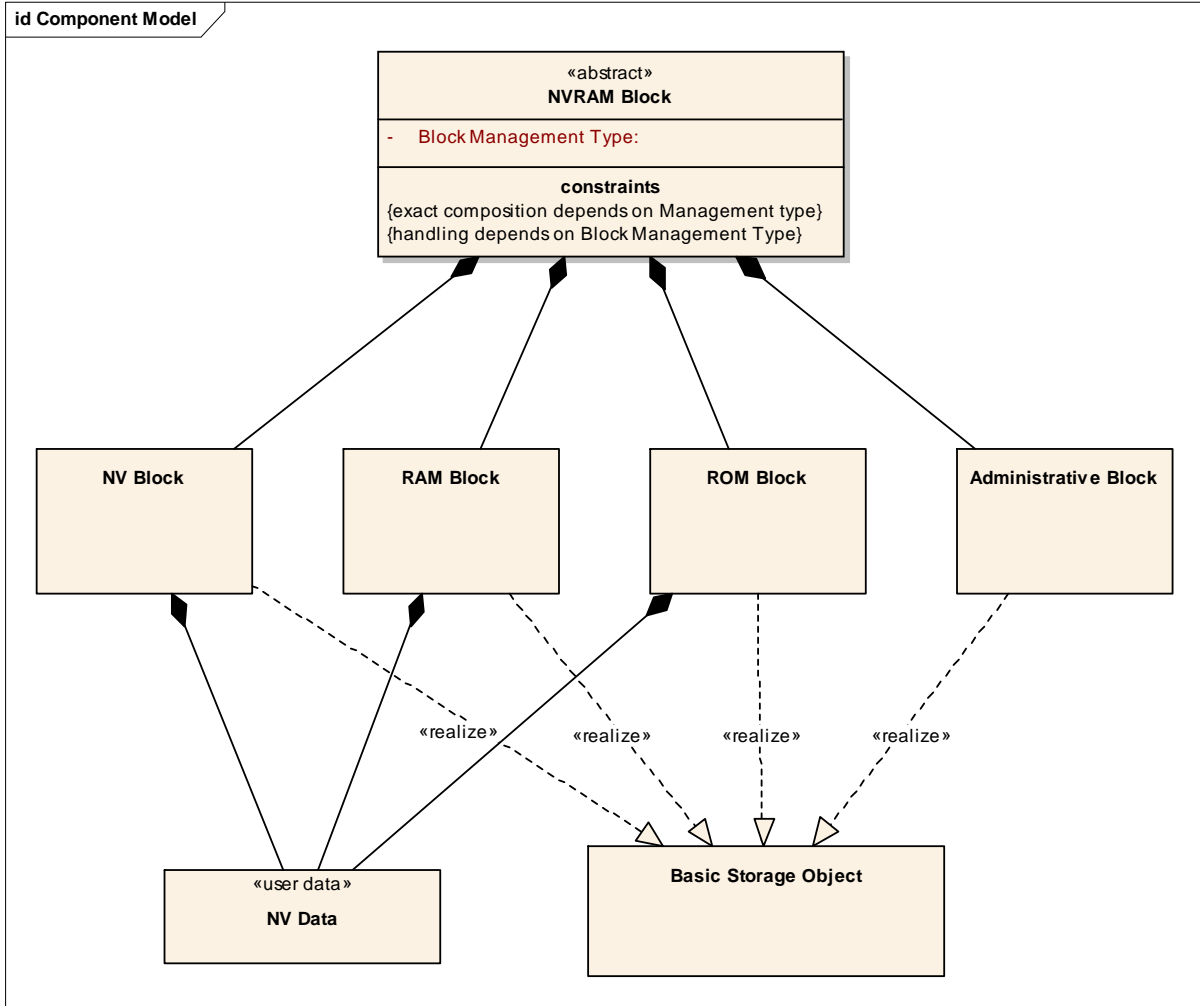 id Component Model
«abstract»
NVRAM Block
- Block Management Type:
constraints
{exact composition depends on Management type}
{handling depends on Block Management Type}
NV Block
RAM Block
ROM Block
Administrative Block
«realize»
«realize»
«realize»
«realize»
«user data»
NV Data
Basic Storage Object